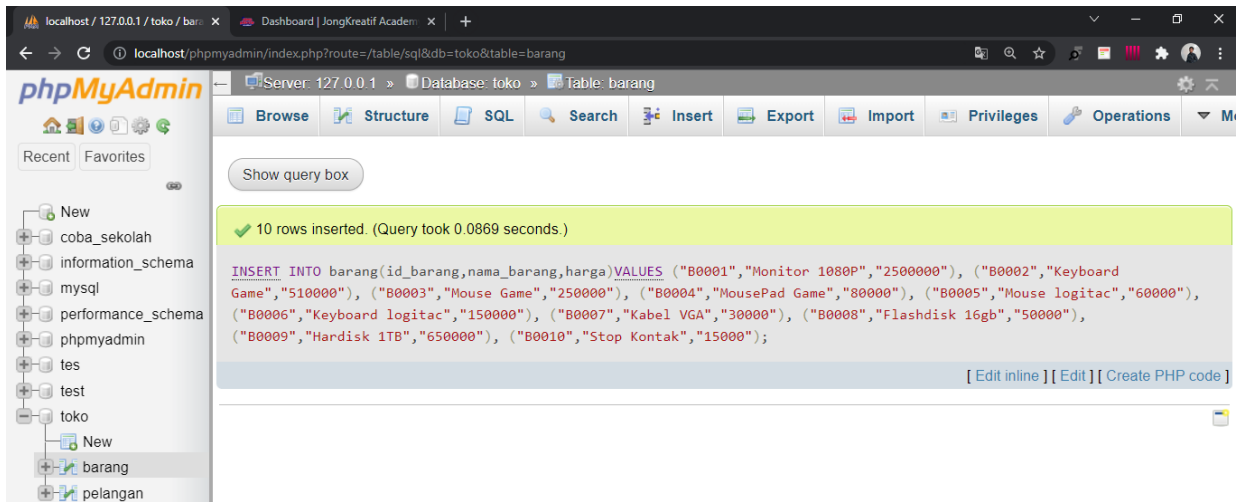 localhost / 127.0.0.1 / toko / bara
Dashboard | JongKreatif Academ
localhost/phpmyadmin/index.php?route=/table/sql&db=toko&table=barang
phpMyAdmin
Server: 127.0.0.1 » Database: toko » Table: barang
Browse Structure SQL Search Insert Export Import Privileges Operations
Recent Favorites
Show query box
New
coba_sekolah
information_schema
mysql
performance_schema
phpmyadmin
tes
test
toko
New
barang
pelangan
10 rows inserted. (Query took 0.0869 seconds.)
INSERT INTO barang(id_barang,nama_barang,harga)VALUES ("B0001","Monitor 1080P","2500000"), ("B0002","Keyboard
Game","510000"), ("B0003","Mouse Game","250000"), ("B0004","MousePad Game","80000"), ("B0005","Mouse logitac","60000"),
("B0006","Keyboard logitac","150000"), ("B0007","Kabel VGA","30000"), ("B0008","Flashdisk 16gb","50000"),
("B0009","Hardisk 1TB","650000"), ("B0010","Stop Kontak","15000");
[ Edit inline ] [ Edit ] [ Create PHP code ]